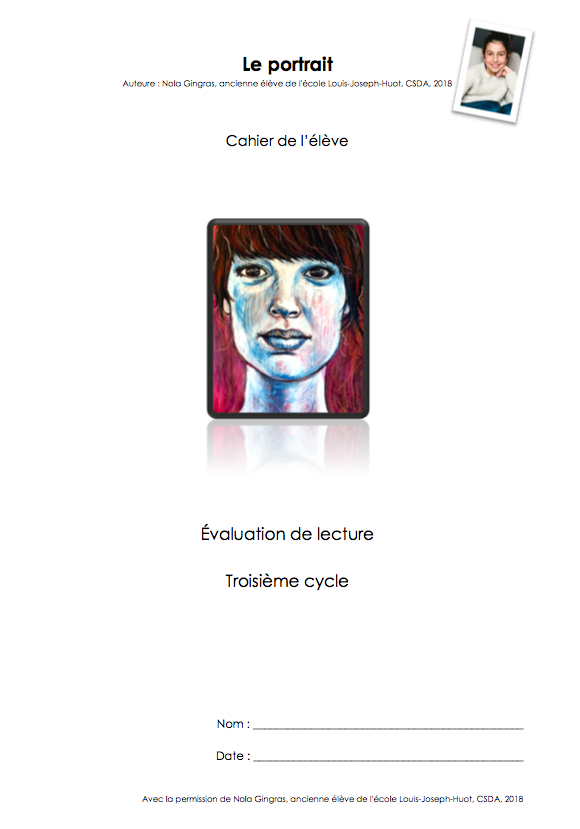 Le portrait
Auteure : Nola Gingras, ancienne élève de l'école Louis-Joseph-Huot, CSDA, 2018
Cahier de l'élève
Évaluation de lecture
Troisième cycle
Nom : ______________________________________________
Date : ______________________________________________
Avec la permission de Nola Gingras, ancienne élève de l'école Louis-Joseph-Huot, CSDA, 2018